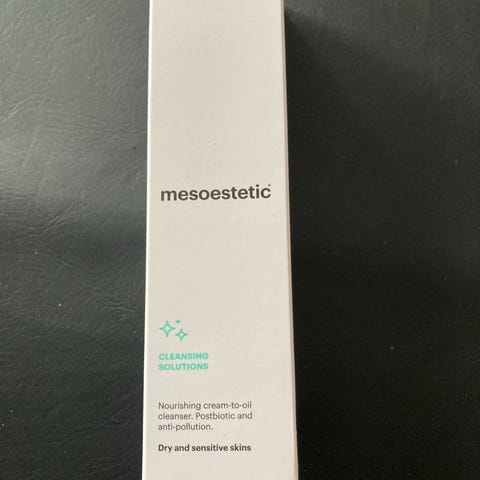 mesoestetic®
CLEANSING
SOLUTIONS
Nourishing cream-to-oil
cleanser. Postbiotic and
anti-pollution.
Dry and sensitive skins